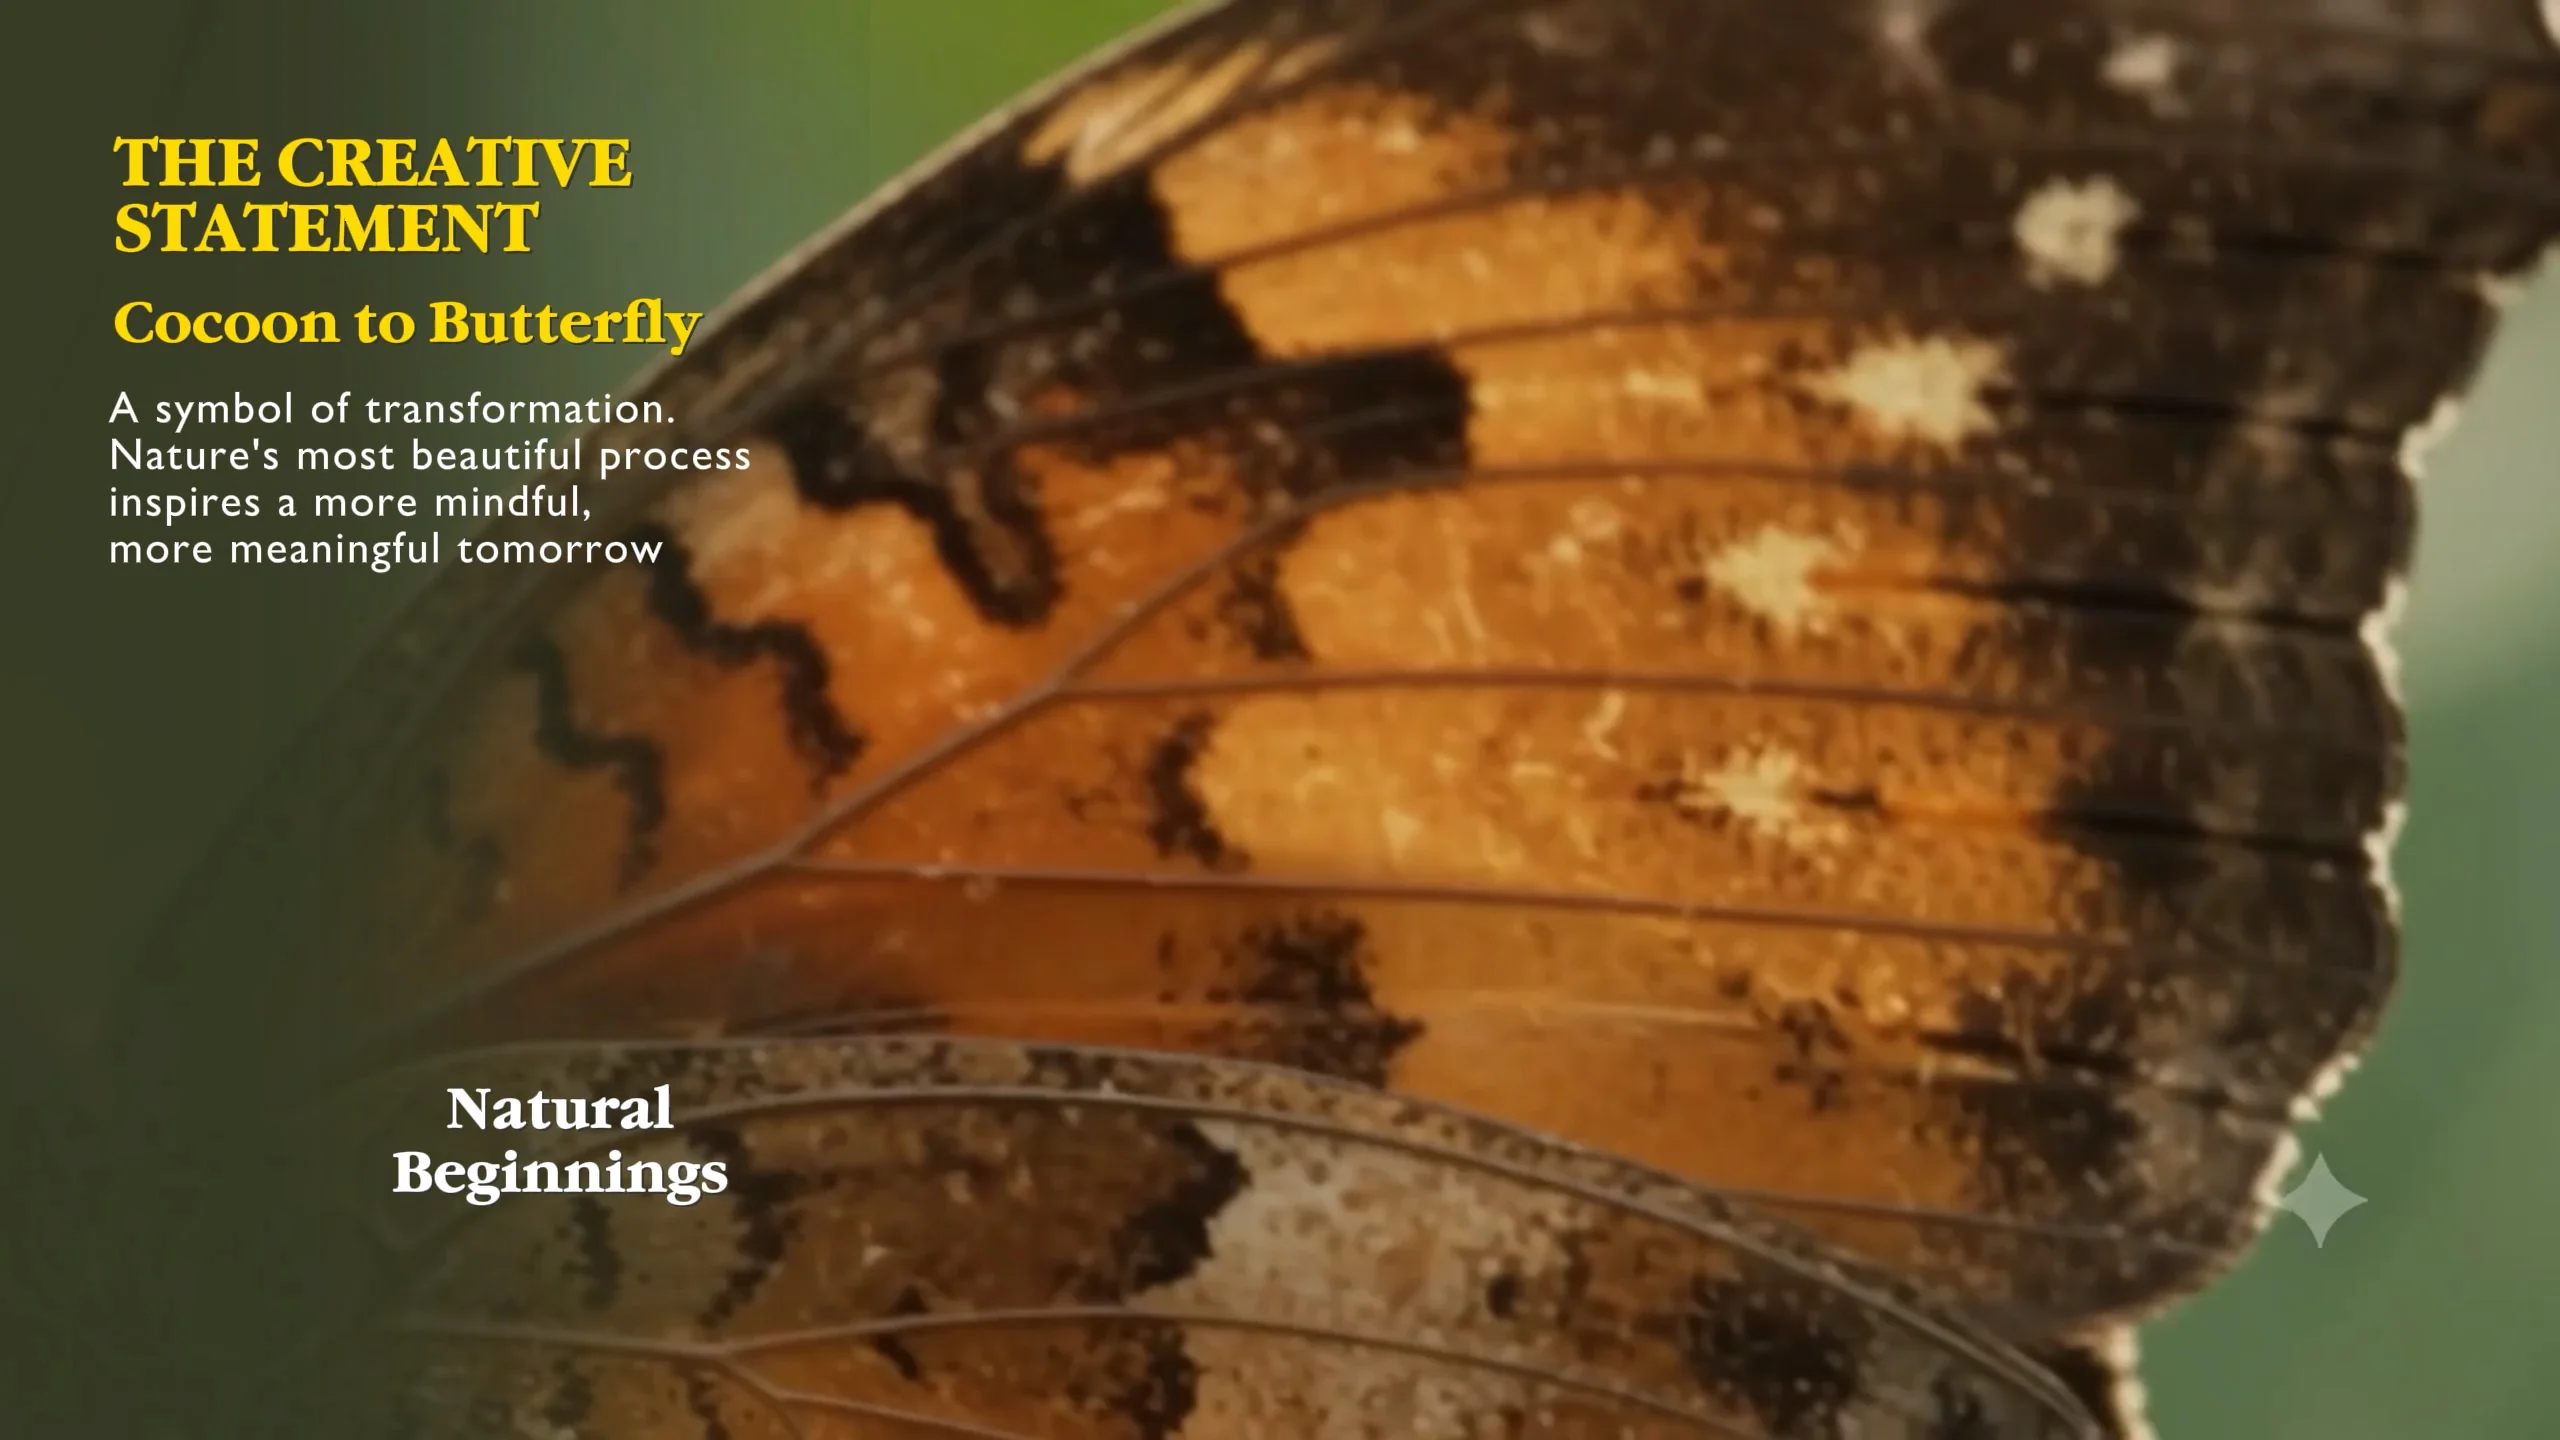 THE CREATIVE
STATEMENT
Cocoon to Butterfly
A symbol of transformation.
Nature's most beautiful process
inspires a more mindful,
more meaningful tomorrow
Natural
Beginnings